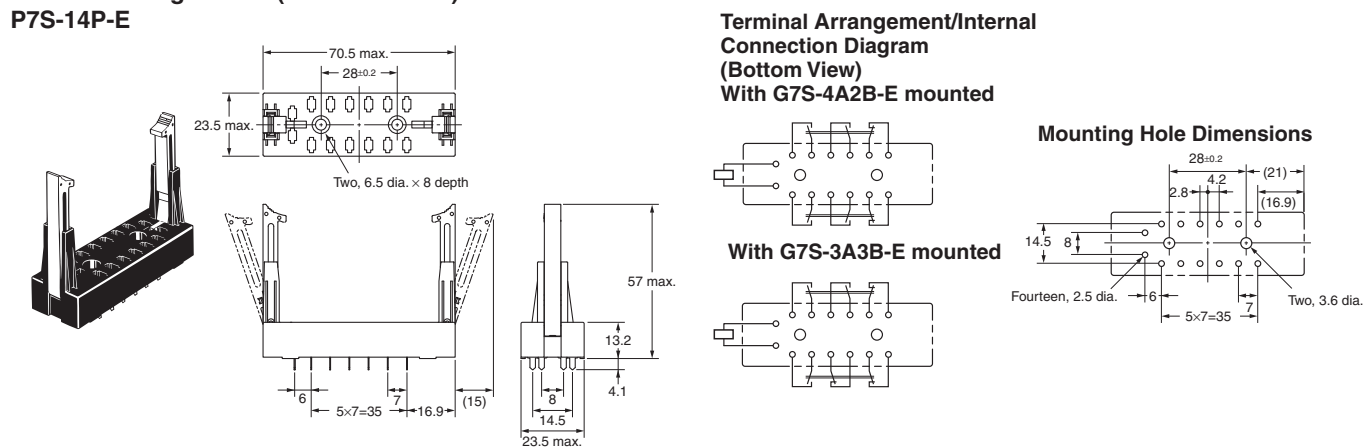 P7S-14P-E
70.5 max.
28±0.2
23.5 max.
Two, 6.5 dia. × 8 depth
57 max.
13.2
4.1
6
7
(15)
5×7=35
16.9
8
14.5
23.5 max.
Terminal Arrangement/Internal
Connection Diagram
(Bottom View)
With G7S-4A2B-E mounted
With G7S-3A3B-E mounted
Mounting Hole Dimensions
28±0.2
(21)
4.2
2.8
(16.9)
14.5
8
Fourteen, 2.5 dia.
6
7
Two, 3.6 dia.
5×7=35